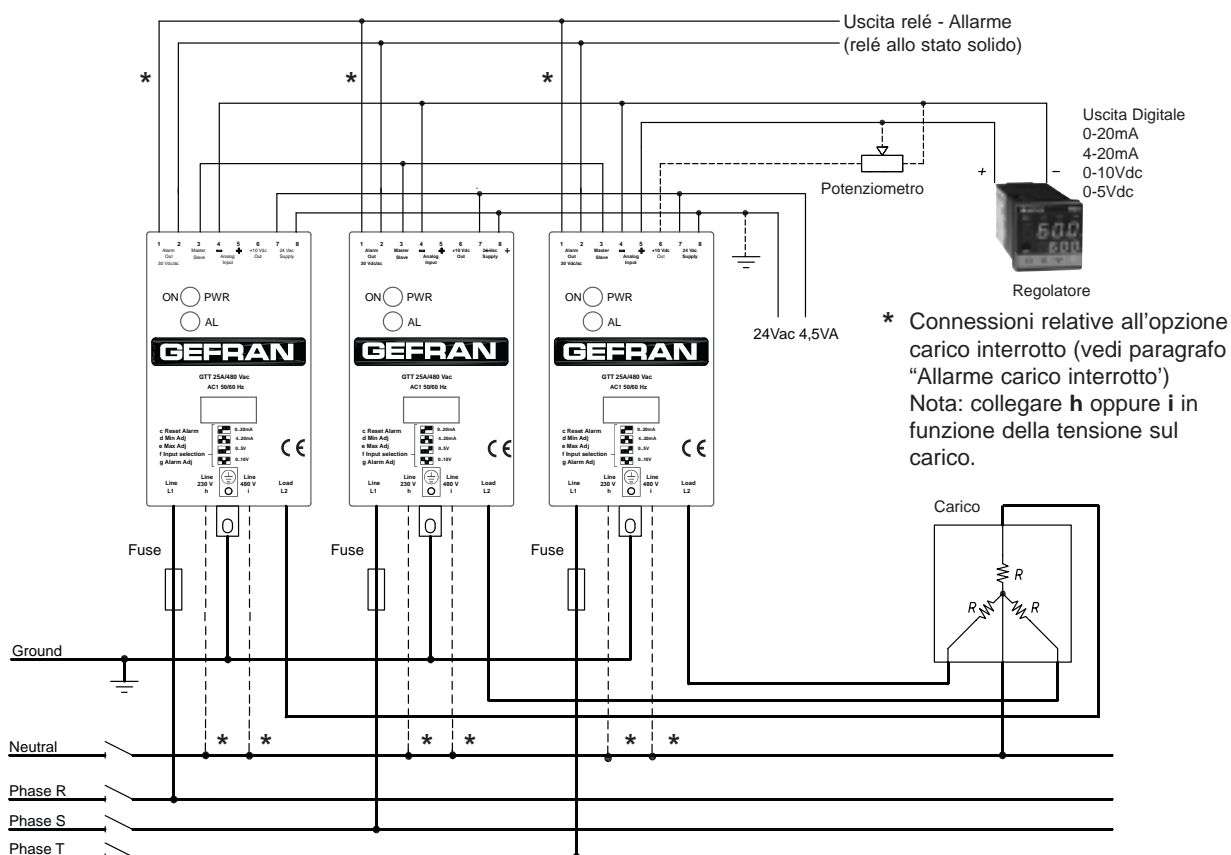 Uscita relé - Allarme
(relé allo stato solido)
*
*
*
Uscita Digitale
0-20mA
4-20mA
0-10Vdc
0-5Vdc
Potenziometro
+
–
Regolatore
600
600
1 2 3 4 5 6 7 8
Alarm Out 30 Vdc/ac
Master Slave
– +
Analog Input
+10 Vdc Out
24 Vac Supply
ON PWR
AL
GEFRAN
GTT 25A/480 Vac
AC1 50/60 Hz
c Reset Alarm 0..20mA
d Min Adj 4..20mA
e Max Adj 0..5V
f Input selection 0..10V
g Alarm Adj
CE
Line L1
Line 230 V h
Line 480 V i
Load L2
1 2 3 4 5 6 7 8
Alarm Out 30 Vdc/ac
Master Slave
– +
Analog Input
+10 Vdc Out
24 Vac Supply
+
ON PWR
AL
GEFRAN
GTT 25A/480 Vac
AC1 50/60 Hz
c Reset Alarm 0..20mA
d Min Adj 4..20mA
e Max Adj 0..5V
f Input selection 0..10V
g Alarm Adj
CE
Line L1
Line 230 V h
Line 480 V i
Load L2
1 2 3 4 5 6 7 8
Alarm Out 30 Vdc/ac
Master Slave
– +
Analog Input
+10 Vdc Out
24 Vac Supply
ON PWR
AL
GEFRAN
GTT 25A/480 Vac
AC1 50/60 Hz
c Reset Alarm 0..20mA
d Min Adj 4..20mA
e Max Adj 0..5V
f Input selection 0..10V
g Alarm Adj
CE
Line L1
Line 230 V h
Line 480 V i
Load L2
24Vac 4,5VA
* Connessioni relative all'opzione
carico interrotto (vedi paragrafo
“Allarme carico interrotto’)
Nota: collegare h oppure i in
funzione della tensione sul
carico.
Fuse
Fuse
Fuse
Carico
R
R
R
Ground
* *
* *
* *
Neutral
Phase R
Phase S
Phase T